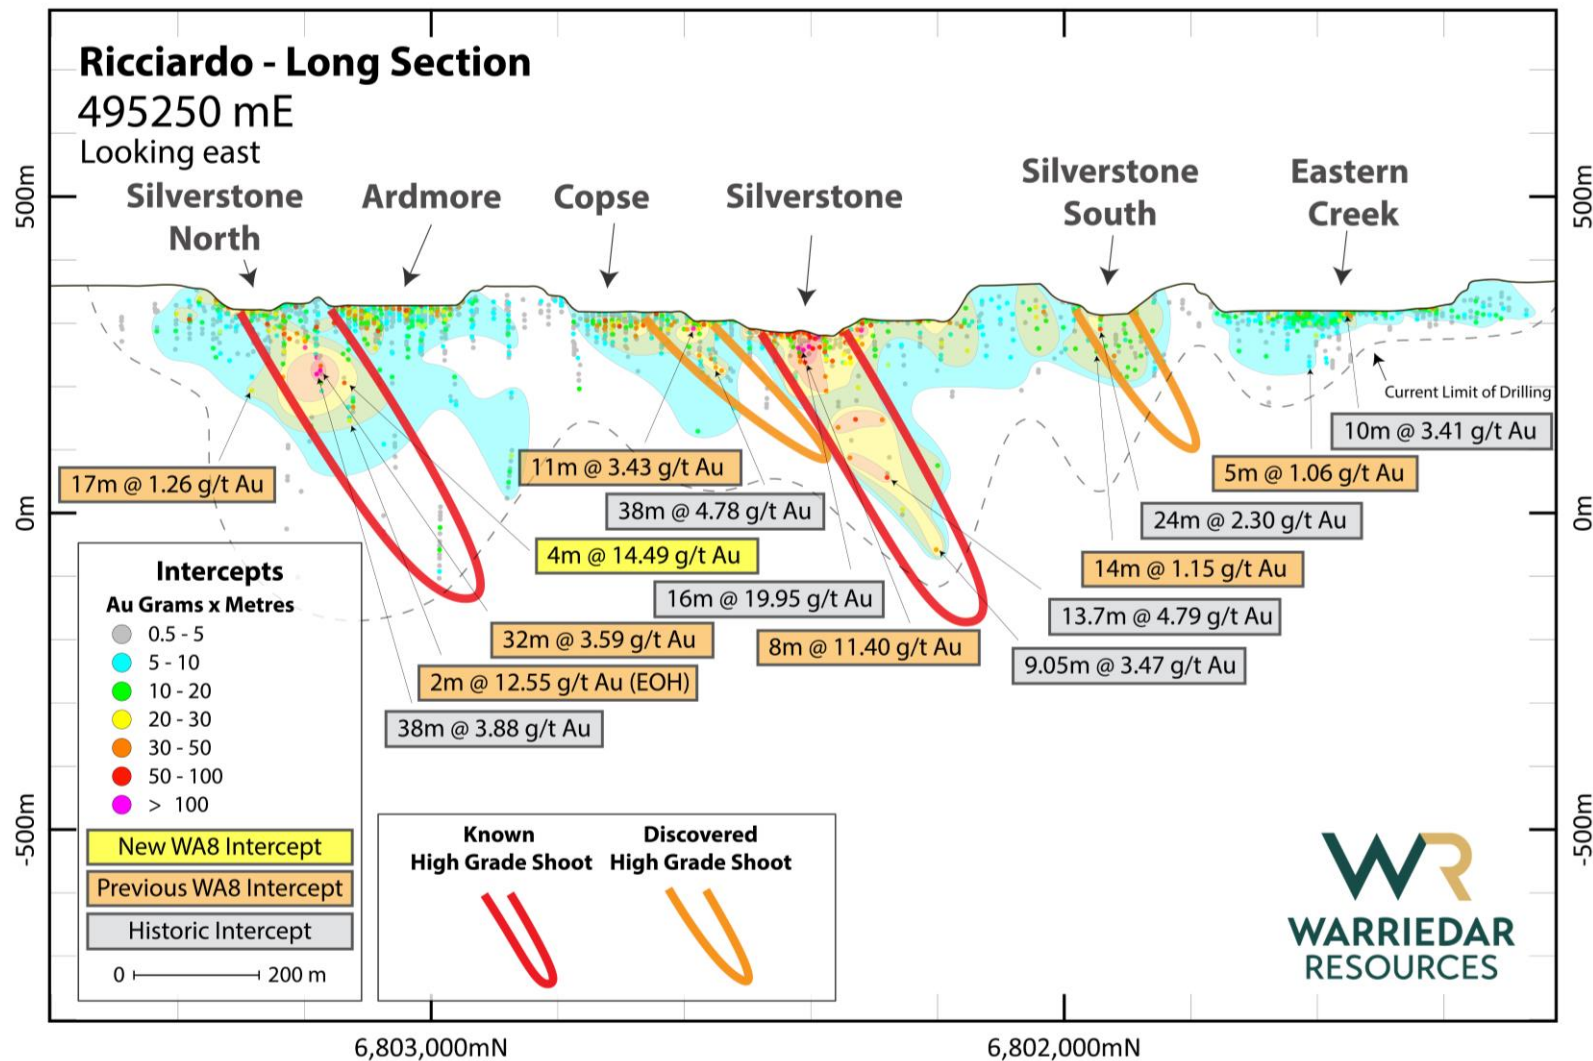 Ricciardo - Long Section
495250 mE
Looking east
Silverstone
North
Ardmore
Copse
Silverstone
Silverstone
South
Eastern
Creek
500m
0m
-500m
500m
0m
-500m
Current Limit of Drilling
10m @ 3.41 g/t Au
5m @ 1.06 g/t Au
24m @ 2.30 g/t Au
14m @ 1.15 g/t Au
13.7m @ 4.79 g/t Au
9.05m @ 3.47 g/t Au
17m @ 1.26 g/t Au
11m @ 3.43 g/t Au
38m @ 4.78 g/t Au
4m @ 14.49 g/t Au
16m @ 19.95 g/t Au
8m @ 11.40 g/t Au
32m @ 3.59 g/t Au
2m @ 12.55 g/t Au (EOH)
38m @ 3.88 g/t Au
Intercepts
Au Grams x Metres
0.5 - 5
5 - 10
10 - 20
20 - 30
30 - 50
50 - 100
> 100
New WA8 Intercept
Previous WA8 Intercept
Historic Intercept
0 200 m
Known
High Grade Shoot
Discovered
High Grade Shoot
WR
WARRIEDAR
RESOURCES
6,803,000mN
6,802,000mN